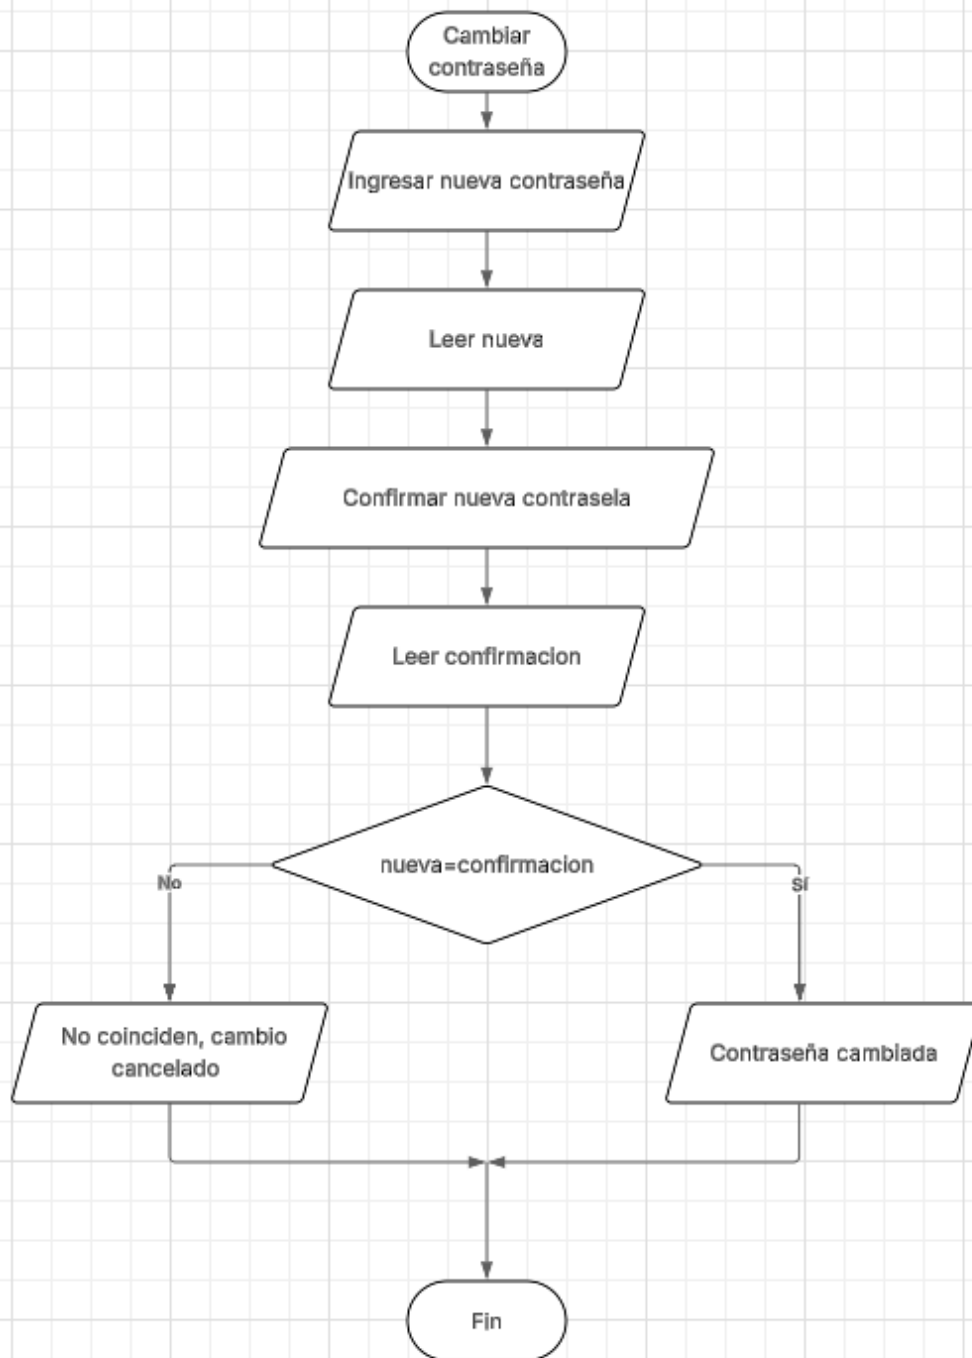 Cambiar
contraseña
Ingresar nueva contraseña
Leer nueva
Confirmar nueva contrasela
Leer confirmacion
nueva=confirmacion
No
Sí
No coinciden, cambio
cancelado
Contraseña cambiada
Fin